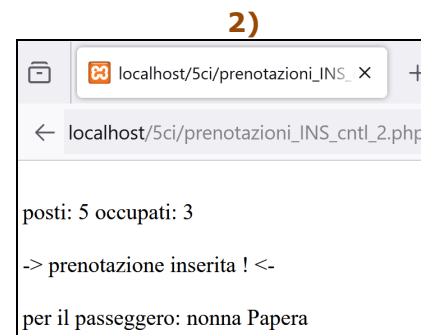 2)
localhost/5ci/prenotazioni_INS_
localhost/5ci/prenotazioni_INS_cntl_2.php
posti: 5 occupati: 3
-> prenotazione inserita ! <-
per il passeggero: nonna Papera